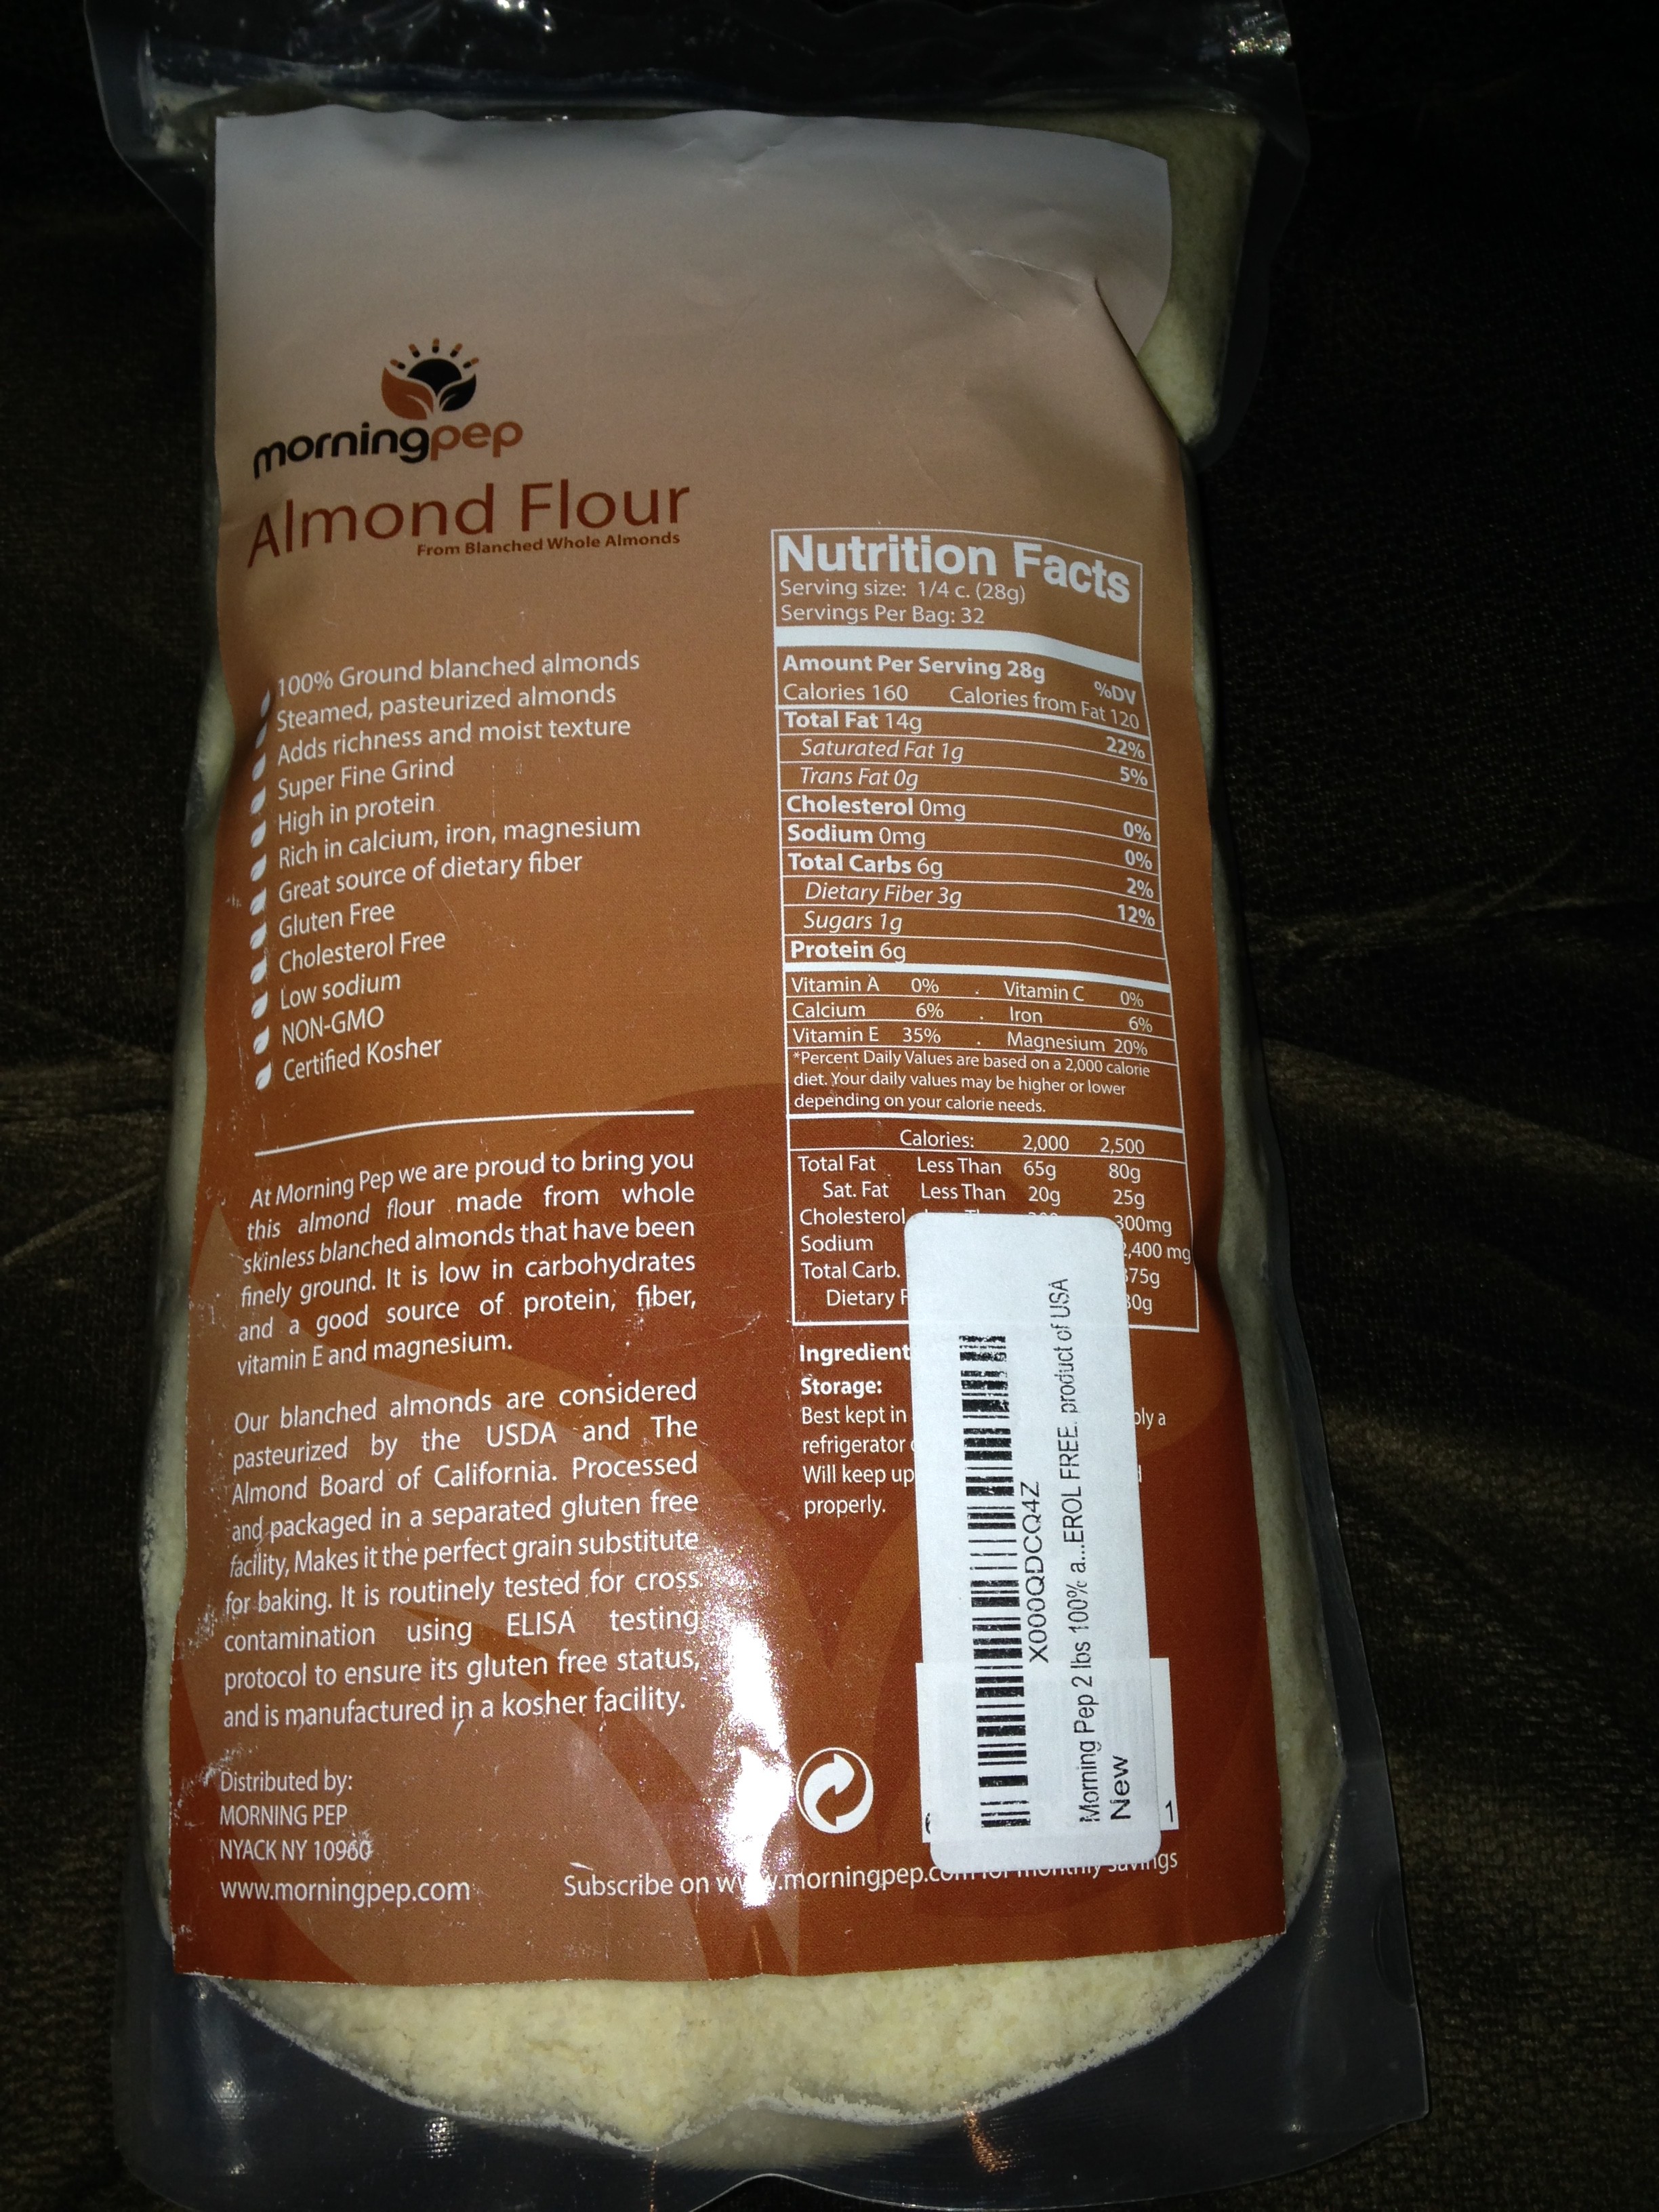 morningpep
Almond Flour
From Blanched Whole Almonds
100% Ground blanched almonds
Steamed, pasteurized almonds
Adds richness and moist texture
Super Fine Grind
High in protein
Rich in calcium, iron, magnesium
Great source of dietary fiber
Gluten Free
Cholesterol Free
Low sodium
NON-GMO
Certified Kosher
At Morning Pep we are proud to bring you
this almond flour made from whole
skinless blanched almonds that have been
finely ground. It is low in carbohydrates
and a good source of protein, fiber,
vitamin E and magnesium.
Our blanched almonds are considered
pasteurized by the USDA and The
Almond Board of California. Processed
and packaged in a separated gluten free
facility, Makes it the perfect grain substitute
for baking. It is routinely tested for cross
contamination using ELISA testing
protocol to ensure its gluten free status,
and is manufactured in a kosher facility.
Distributed by:
MORNING PEP
NYACK NY 10960
www.morningpep.com
Nutrition Facts
Serving size: 1/4 c. (28g)
Servings Per Bag: 32
Amount Per Serving 28g %DV
Calories 160 Calories from Fat 120
Total Fat 14g 22%
Saturated Fat 1g 5%
Trans Fat 0g
Cholesterol 0mg 0%
Sodium 0mg 0%
Total Carbs 6g 2%
Dietary Fiber 3g 12%
Sugars 1g
Protein 6g
Vitamin A 0% . Vitamin C 0%
Calcium 6% . Iron 6%
Vitamin E 35% . Magnesium 20%
*Percent Daily Values are based on a 2,000 calorie
diet. Your daily values may be higher or lower
depending on your calorie needs.
Calories: 2,000 2,500
Total Fat Less Than 65g 80g
Sat. Fat Less Than 20g 25g
Cholesterol 300mg
Sodium 2,400 mg
Total Carb. 375g
Dietary 30g
Ingredient
Storage:
Best kept in
refrigerator
Will keep up
properly.
X000QDCQ4Z
Morning Pep 2 lbs 100% a...EROL FREE. product of USA
New
1
Subscribe on www.morningpep.com for monthly savings